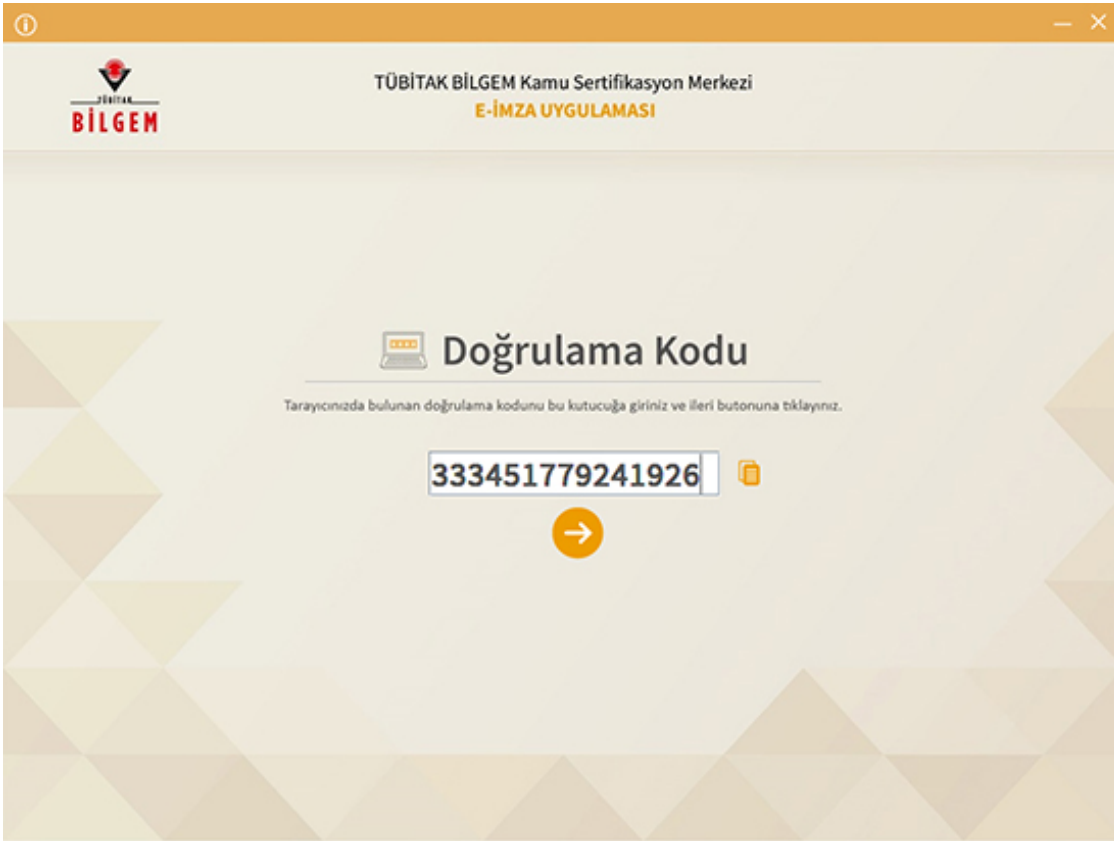 TÜBİTAK
BİLGEM
TÜBİTAK BİLGEM Kamu Sertifikasyon Merkezi
E-İMZA UYGULAMASI
Doğrulama Kodu
Tarayıcınızda bulunan doğrulama kodunu bu kutucuğa giriniz ve ileri butonuna tıklayınız.
333451779241926